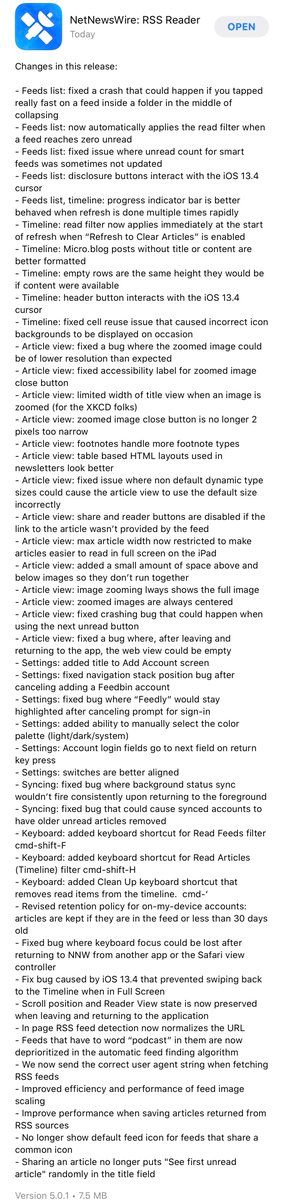 NetNewsWire: RSS Reader
Today
OPEN
Changes in this release:
- Feeds list: fixed a crash that could happen if you tapped
really fast on a feed inside a folder in the middle of
collapsing
- Feeds list: now automatically applies the read filter when
a feed reaches zero unread
- Feeds list: fixed issue where unread count for smart
feeds was sometimes not updated
- Feeds list: disclosure buttons interact with the iOS 13.4
cursor
- Feeds list, timeline: progress indicator bar is better
behaved when refresh is done multiple times rapidly
- Timeline: read filter now applies immediately at the start
of refresh when “Refresh to Clear Articles” is enabled
- Timeline: Micro.blog posts without title or content are
better formatted
- Timeline: empty rows are the same height they would be
if content were available
- Timeline: header button interacts with the iOS 13.4
cursor
- Timeline: fixed cell reuse issue that caused incorrect icon
backgrounds to be displayed on occasion
- Article view: fixed a bug where the zoomed image could
be of lower resolution than expected
- Article view: fixed accessibility label for zoomed image
close button
- Article view: limited width of title view when an image is
zoomed (for the XKCD folks)
- Article view: zoomed image close button is no longer 2
pixels too narrow
- Article view: footnotes handle more footnote types
- Article view: table based HTML layouts used in
newsletters look better
- Article view: fixed issue where non default dynamic type
sizes could cause the article view to use the default size
incorrectly
- Article view: share and reader buttons are disabled if the
link to the article wasn’t provided by the feed
- Article view: max article width now restricted to make
articles easier to read in full screen on the iPad
- Article view: added a small amount of space above and
below images so they don’t run together
- Article view: image zooming lways shows the full image
- Article view: zoomed images are always centered
- Article view: fixed crashing bug that could happen when
using the next unread button
- Article view: fixed a bug where, after leaving and
returning to the app, the web view could be empty
- Settings: added title to Add Account screen
- Settings: fixed navigation stack position bug after
canceling adding a Feedbin account
- Settings: fixed bug where “Feedly” would stay
highlighted after canceling prompt for sign-in
- Settings: added ability to manually select the color
palette (light/dark/system)
- Settings: Account login fields go to next field on return
key press
- Settings: switches are better aligned
- Syncing: fixed bug where background status sync
wouldn’t fire consistently upon returning to the foreground
- Syncing: fixed bug that could cause synced accounts to
have older unread articles removed
- Keyboard: added keyboard shortcut for Read Feeds filter
cmd-shift-F
- Keyboard: added keyboard shortcut for Read Articles
(Timeline) filter cmd-shift-H
- Keyboard: added Clean Up keyboard shortcut that
removes read items from the timeline.  cmd-‘
- Revised retention policy for on-my-device accounts:
articles are kept if they are in the feed or less than 30 days
old
- Fixed bug where keyboard focus could be lost after
returning to NNW from another app or the Safari view
controller
- Fix bug caused by iOS 13.4 that prevented swiping back
to the Timeline when in Full Screen
- Scroll position and Reader View state is now preserved
when leaving and returning to the application
- In page RSS feed detection now normalizes the URL
- Feeds that have to word “podcast” in them are now
deprioritized in the automatic feed finding algorithm
- We now send the correct user agent string when fetching
RSS feeds
- Improved efficiency and performance of feed image
scaling
- Improve performance when saving articles returned from
RSS sources
- No longer show default feed icon for feeds that share a
common icon
- Sharing an article no longer puts "See first unread
article" randomly in the title field
Version 5.0.1 • 7.5 MB